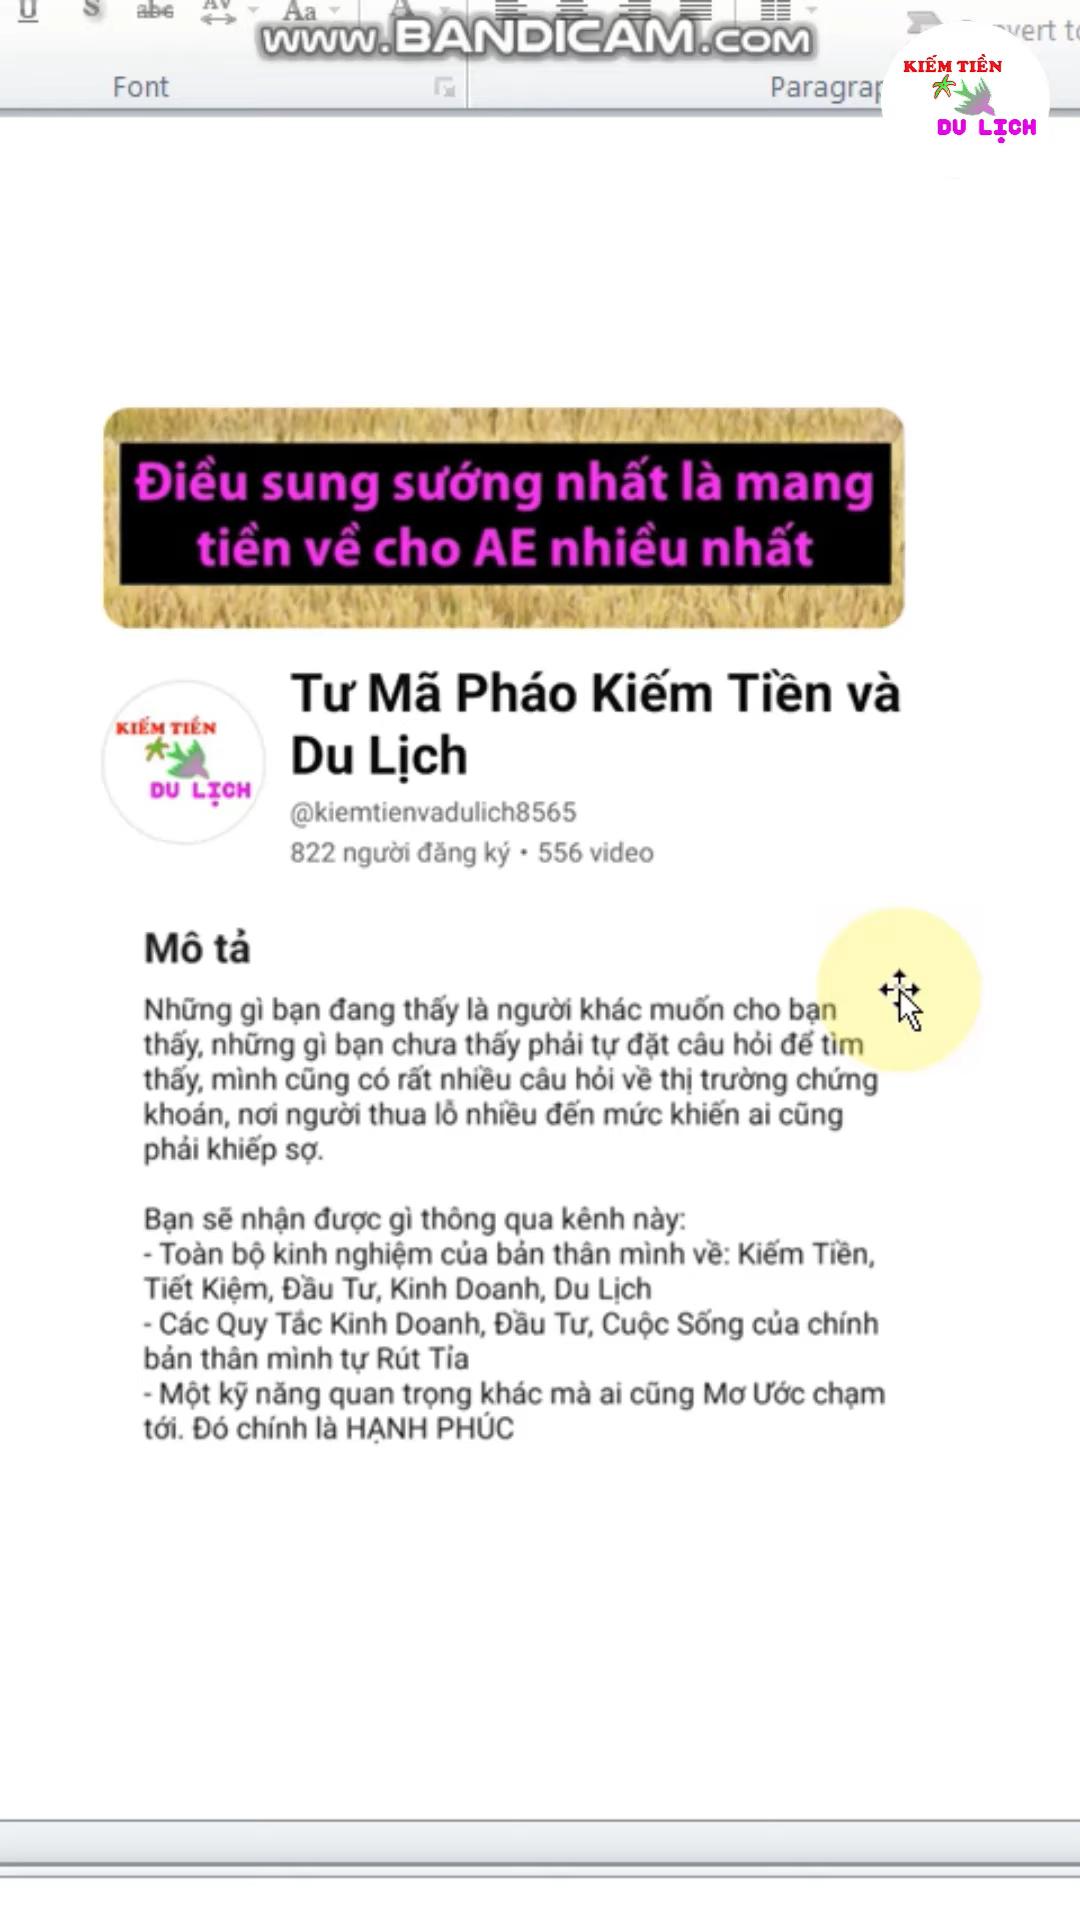 U S abc AV Aa A
www.BANDICAM.com
vert to
Font
Paragrap
KIẾM TIỀN
DU LỊCH
Điều sung sướng nhất là mang
tiền về cho AE nhiều nhất
Tư Mã Pháo Kiếm Tiền và
Du Lịch
KIẾM TIỀN
DU LỊCH
@kiemtienvadulich8565
822 người đăng ký • 556 video
Mô tả
Những gì bạn đang thấy là người khác muốn cho bạn
thấy, những gì bạn chưa thấy phải tự đặt câu hỏi để tìm
thấy, mình cũng có rất nhiều câu hỏi về thị trường chứng
khoán, nơi người thua lỗ nhiều đến mức khiến ai cũng
phải khiếp sợ.
Bạn sẽ nhận được gì thông qua kênh này:
- Toàn bộ kinh nghiệm của bản thân mình về: Kiếm Tiền,
Tiết Kiệm, Đầu Tư, Kinh Doanh, Du Lịch
- Các Quy Tắc Kinh Doanh, Đầu Tư, Cuộc Sống của chính
bản thân mình tự Rút Tỉa
- Một kỹ năng quan trọng khác mà ai cũng Mơ Ước chạm
tới. Đó chính là HẠNH PHÚC